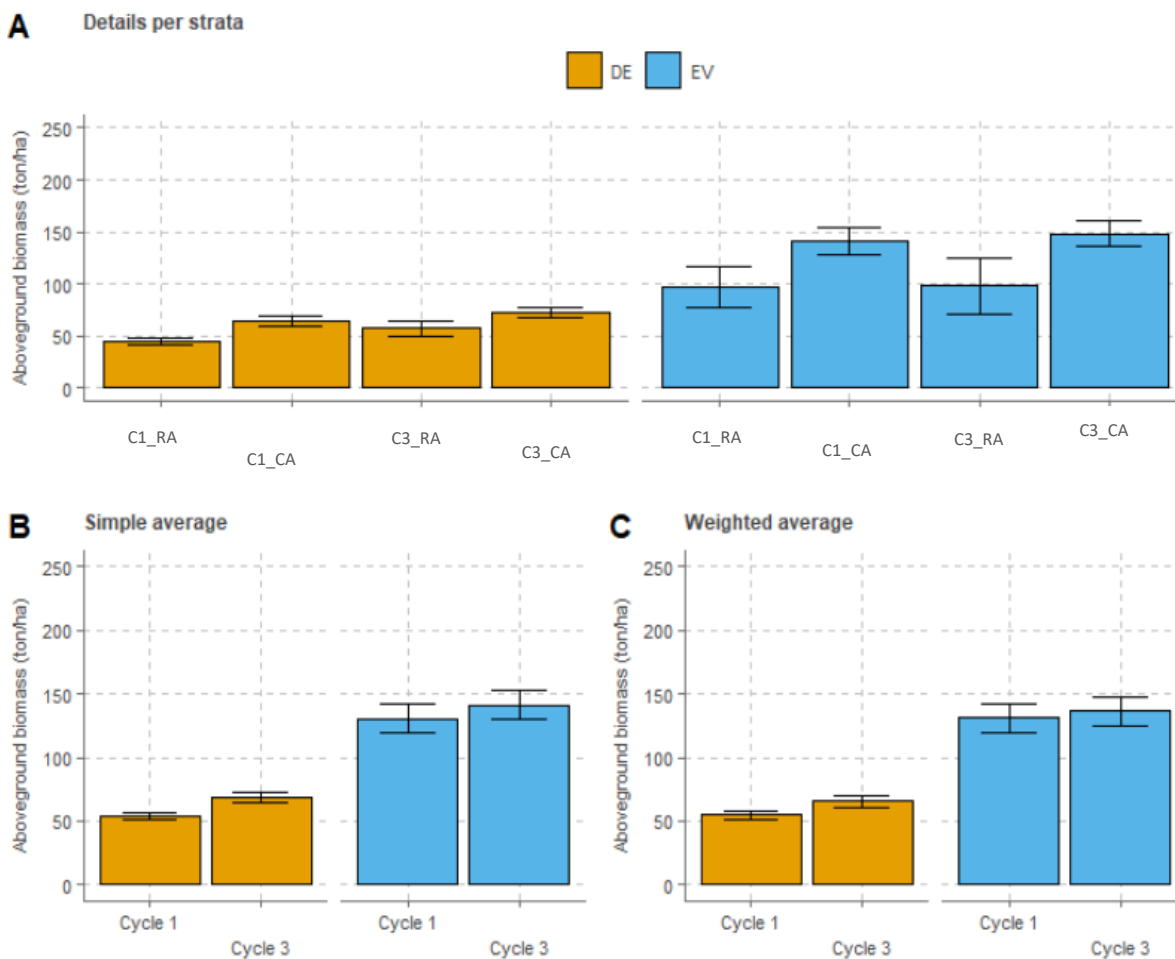 A Details per strata
DE EV
Aboveground biomass (ton/ha)
250
200
150
100
50
0
C1_RA C1_CA C3_RA C3_CA C1_RA C1_CA C3_RA C3_CA
B Simple average
Aboveground biomass (ton/ha)
250
200
150
100
50
0
Cycle 1 Cycle 3 Cycle 1 Cycle 3
C Weighted average
Aboveground biomass (ton/ha)
250
200
150
100
50
0
Cycle 1 Cycle 3 Cycle 1 Cycle 3